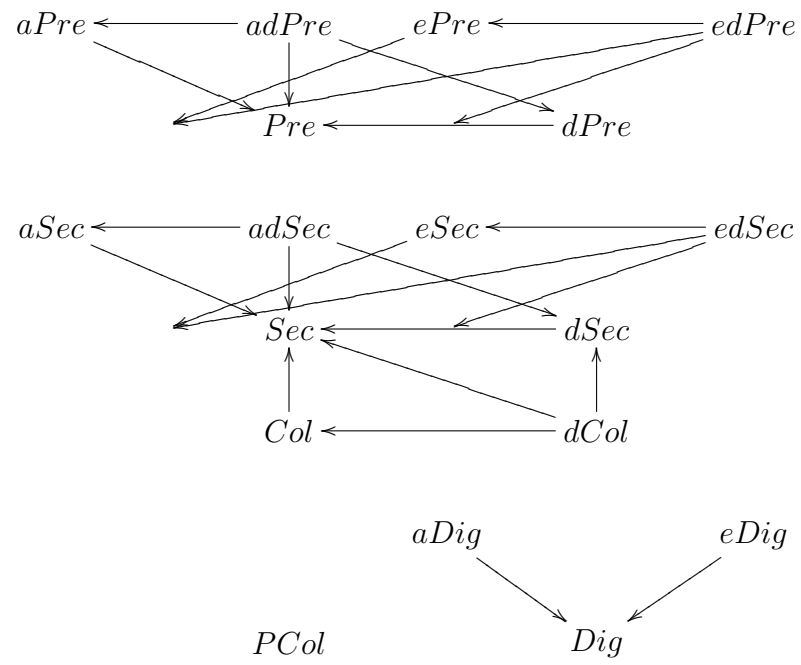 aPre adPre ePre edPre
Pre dPre
aSec adSec eSec edSec
Sec dSec
Col dCol
aDig eDig
PCol Dig